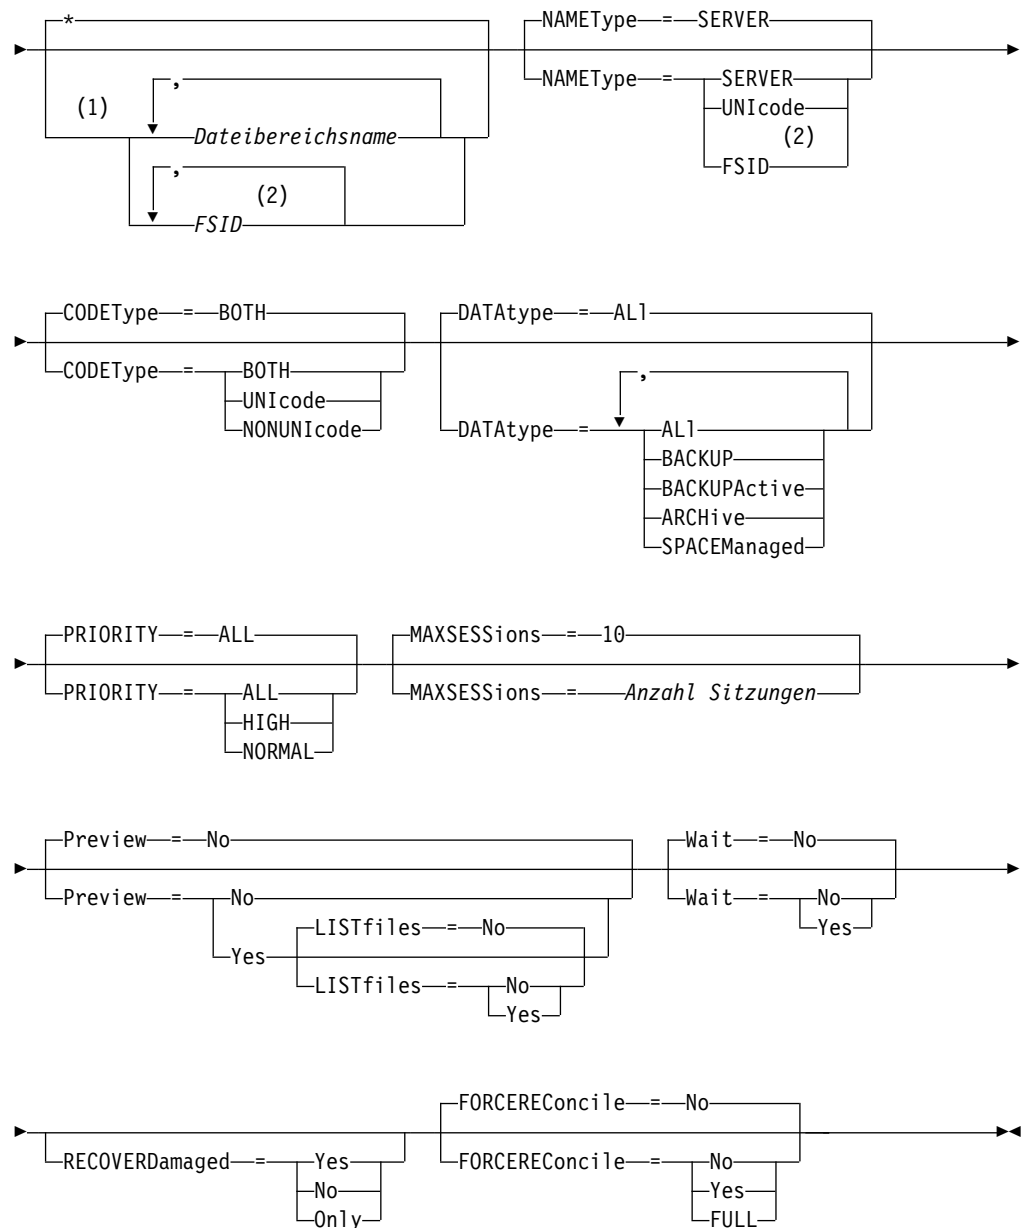 *
NAMEType = SERVER
(1) ,
Dateibereichsname
, (2)
FSID
NAMEType = SERVER
UNIcode
(2)
FSID
CODEType = BOTH
CODEType = BOTH
UNIcode
NONUNIcode
DATAtype = ALl
,
DATAtype = ALl
BACKUP
BACKUPActive
ARCHive
SPACEManaged
PRIORITY = ALL
PRIORITY = ALL
HIGH
NORMAL
MAXSESSions = 10
MAXSESSions = Anzahl Sitzungen
Preview = No
Preview = No
Yes
LISTfiles = No
LISTfiles = No
Yes
Wait = No
Wait = No
Yes
RECOVERDamaged = Yes
No
Only
FORCEREConcile = No
FORCEREConcile = No
Yes
FULL